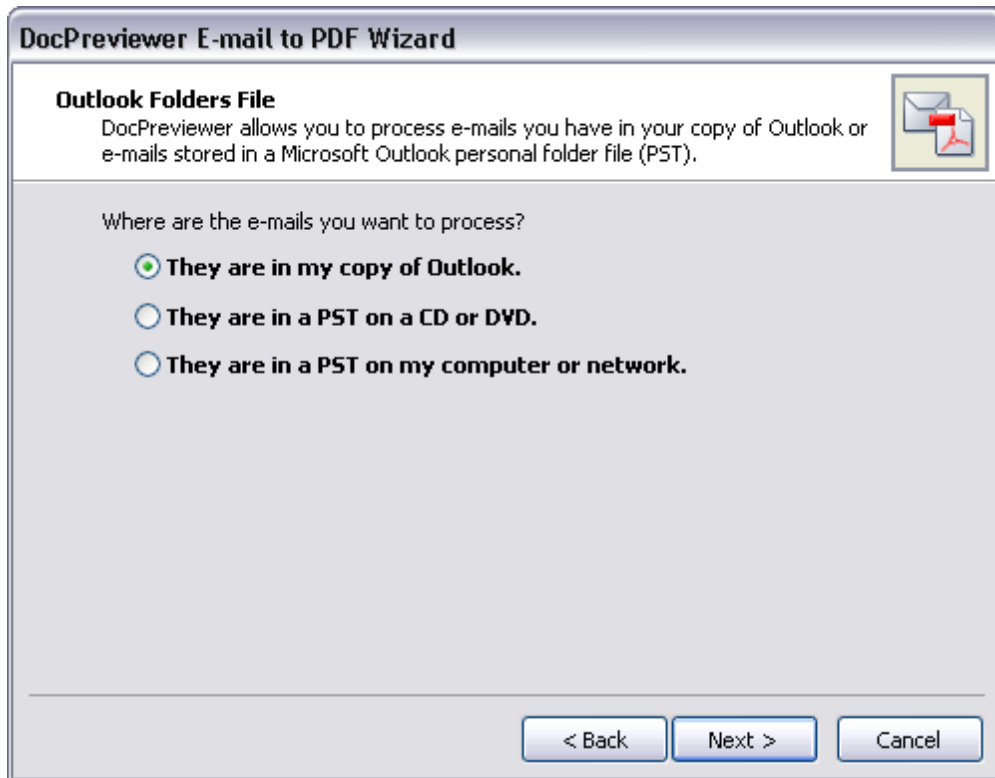 DocPreviewer E-mail to PDF Wizard
Outlook Folders File
DocPreviewer allows you to process e-mails you have in your copy of Outlook or
e-mails stored in a Microsoft Outlook personal folder file (PST).
Where are the e-mails you want to process?
They are in my copy of Outlook.
They are in a PST on a CD or DVD.
They are in a PST on my computer or network.
< Back
Next >
Cancel